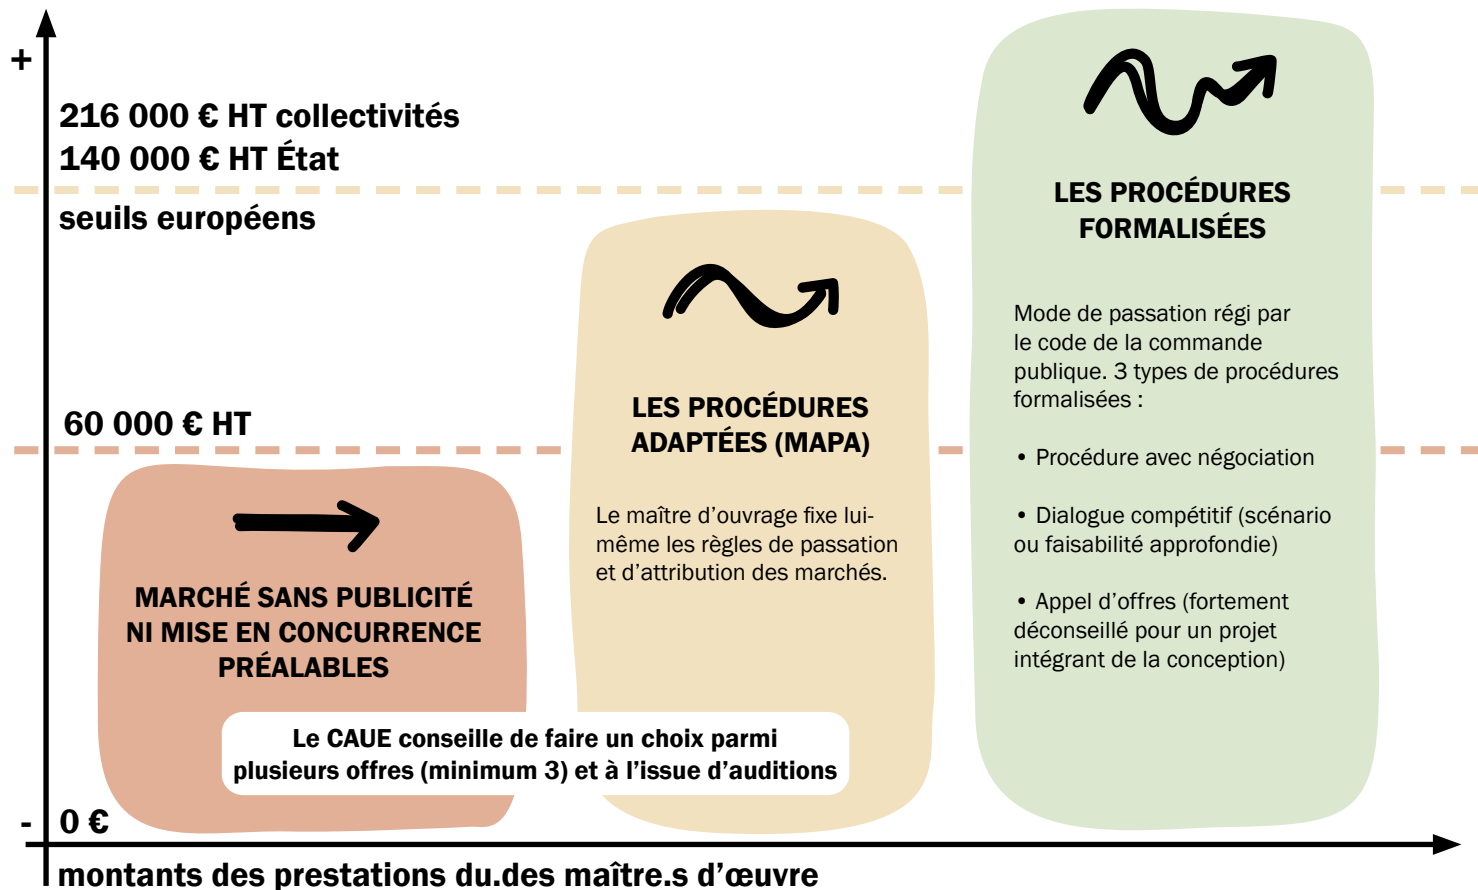 +
216 000 € HT collectivités
140 000 € HT État
seuils européens
60 000 € HT
MARCHÉ SANS PUBLICITÉ
NI MISE EN CONCURRENCE
PRÉALABLES
LES PROCÉDURES
ADAPTÉES (MAPA)
Le maître d’ouvrage fixe lui-
même les règles de passation
et d’attribution des marchés.
Le CAUE conseille de faire un choix parmi
plusieurs offres (minimum 3) et à l’issue d’auditions
LES PROCÉDURES
FORMALISÉES
Mode de passation régi par
le code de la commande
publique. 3 types de procédures
formalisées :
• Procédure avec négociation
• Dialogue compétitif (scénario
ou faisabilité approfondie)
• Appel d’offres (fortement
déconseillé pour un projet
intégrant de la conception)
- 0 €
montants des prestations du.des maître.s d’œuvre